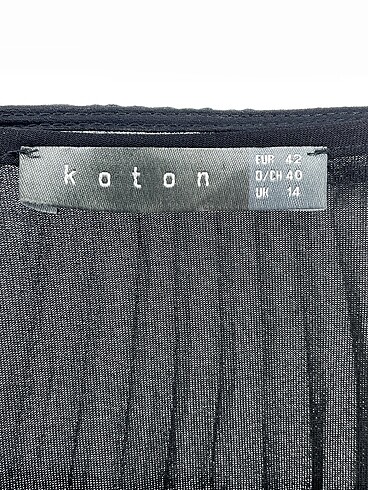 koton
EUR 42
D/CH 40
UK 14